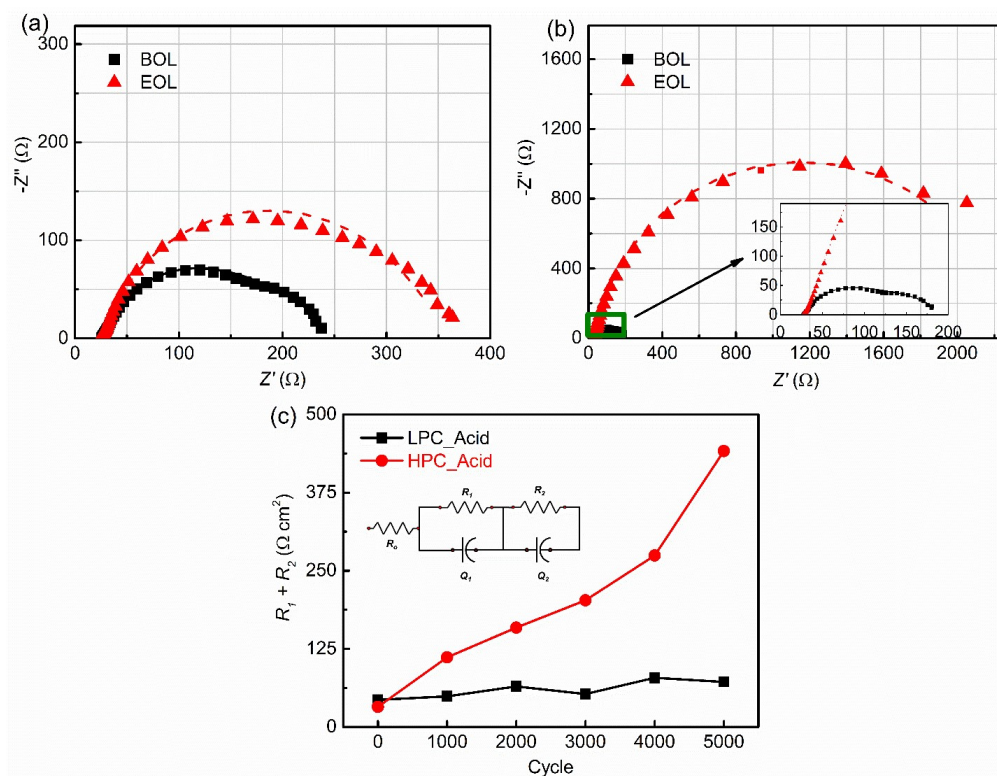 (a)
BOL
EOL
300
250
200
150
100
50
0
0 100 200 300 400
-Z'' (Ω)
Z' (Ω)
(b)
BOL
EOL
1600
1200
800
400
0
0 400 800 1200 1600 2000
-Z'' (Ω)
Z' (Ω)
150
100
50
0
0 50 100 150 200
(c)
LPC_Acid
HPC_Acid
R1 R2
Ro
Q1 Q2
500
375
250
125
0
0 1000 2000 3000 4000 5000
R1 + R2 (Ω cm²)
Cycle